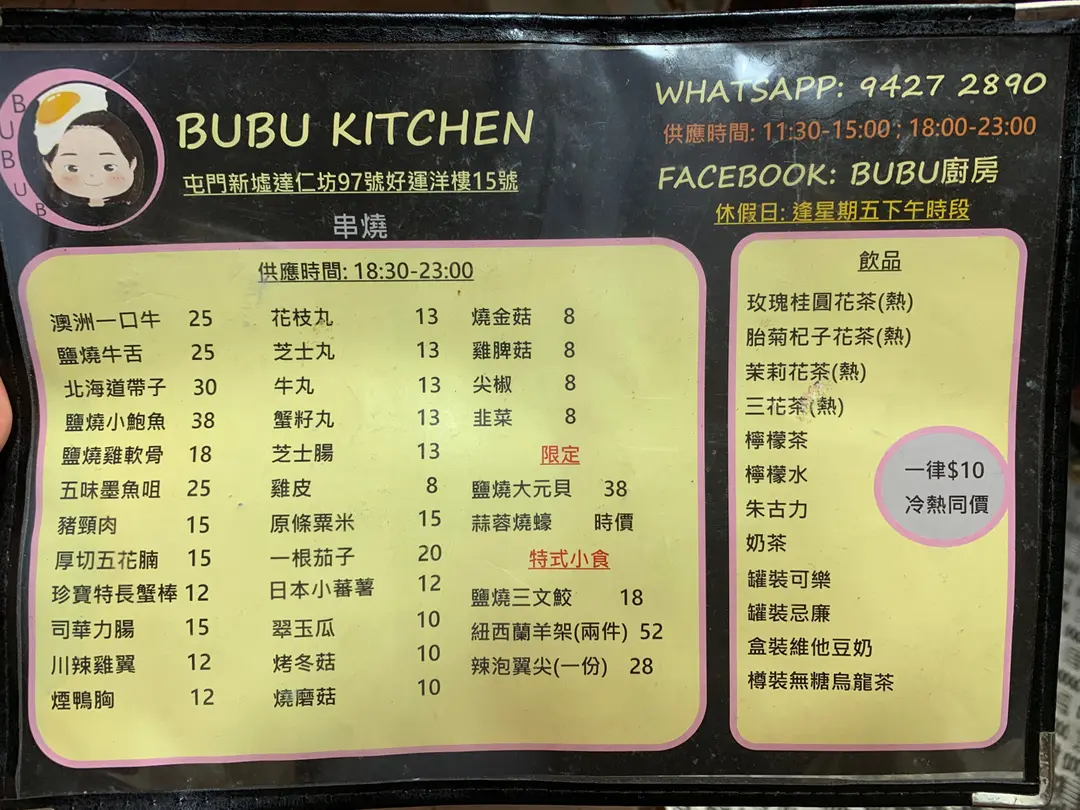 BUBUB
BUBU KITCHEN
屯門新墟達仁坊97號好運洋樓15號
WHATSAPP: 9427 2890
供應時間: 11:30-15:00 ; 18:00-23:00
FACEBOOK: BUBU廚房
休假日: 逢星期五下午時段
串燒
供應時間: 18:30-23:00
澳洲一口牛 25
鹽燒牛舌 25
北海道帶子 30
鹽燒小鮑魚 38
鹽燒雞軟骨 18
五味墨魚咀 25
豬頸肉 15
厚切五花腩 15
珍寶特長蟹棒 12
司華力腸 15
川辣雞翼 12
煙鴨胸 12
花枝丸 13
芝士丸 13
牛丸 13
蟹籽丸 13
芝士腸 13
雞皮 8
原條粟米 15
一根茄子 20
日本小蕃薯 12
翠玉瓜 10
烤冬菇 10
燒磨菇 10
燒金菇 8
雞脾菇 8
尖椒 8
韭菜 8
限定
鹽燒大元貝 38
蒜蓉燒蠔 時價
特式小食
鹽燒三文鮫 18
紐西蘭羊架(兩件) 52
辣泡翼尖(一份) 28
飲品
玫瑰桂圓花茶(熱)
胎菊杞子花茶(熱)
茉莉花茶(熱)
三花茶(熱)
檸檬茶
檸檬水
朱古力
奶茶
罐裝可樂
罐裝忌廉
盒裝維他豆奶
樽裝無糖烏龍茶
一律$10
冷熱同價